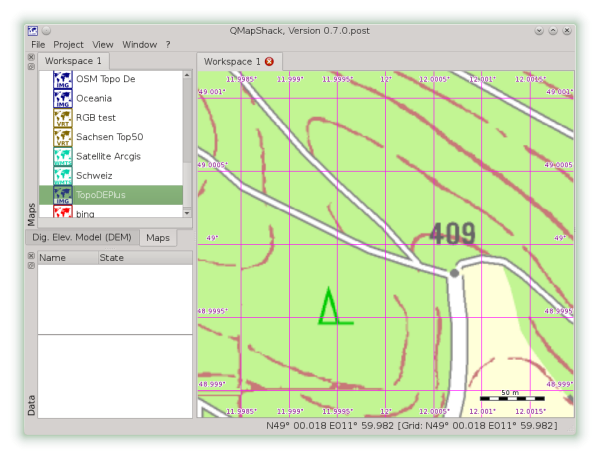 QMapShack, Version 0.7.0.post
File Project View Window ?
Workspace 1
Workspace 1
OSM Topo De
IMG
Oceania
IMG
RGB test
VRT
Sachsen Top50
VRT
Satellite Arcgis
WMTS
Schweiz
WMTS
TopoDEPlus
IMG
bing
Maps
Dig. Elev. Model (DEM) Maps
Name State
Data
11.9985° 11.999° 11.9995° 12° 12.0005° 12.001° 12.0015°
49.001° 49.001°
49.0005° 49.0005°
49° 49°
409
48.9995° 48.9995°
48.999° 48.999°
50 m
11.9985° 11.999° 11.9995° 12° 12.0005° 12.001° 12.0015°
N49° 00.018 E011° 59.982 [Grid: N49° 00.018 E011° 59.982]